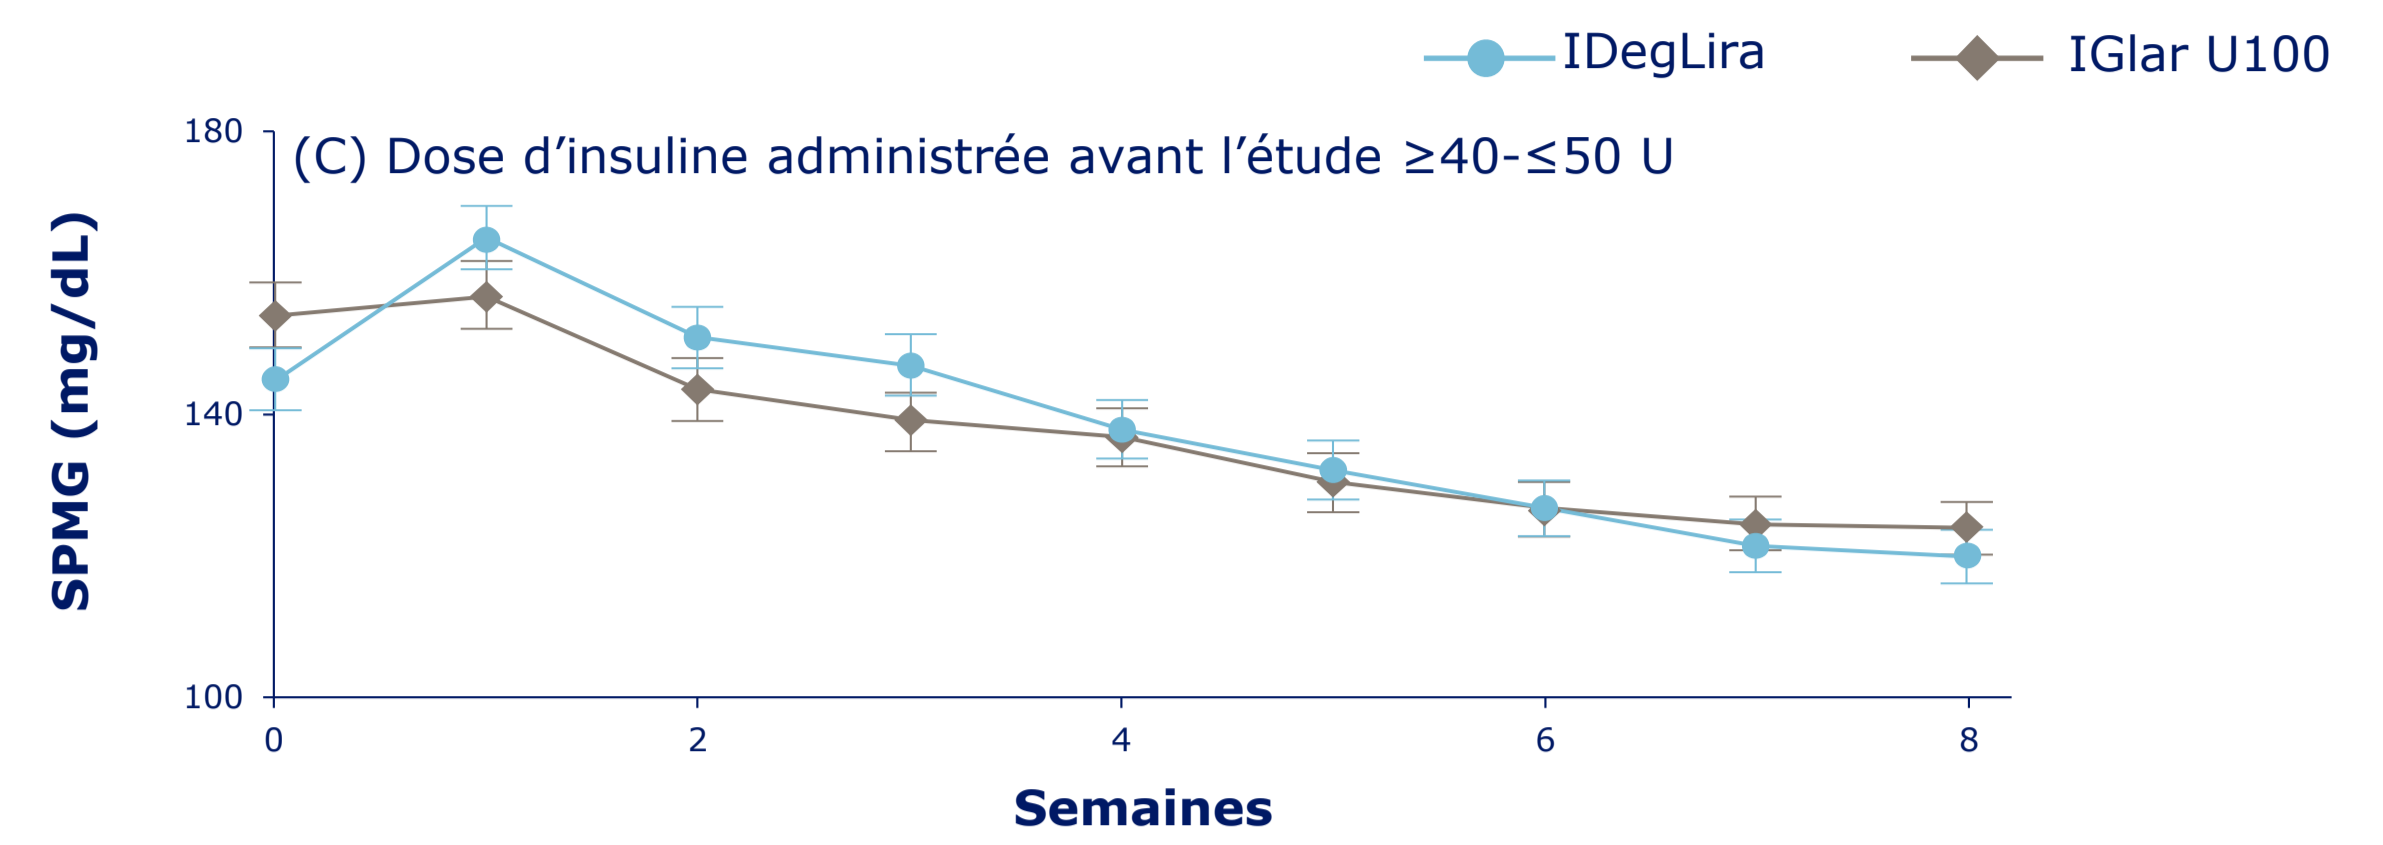 IDegLira
IGlar U100
180
(C) Dose d’insuline administrée avant l’étude ≥40-≤50 U
SPMG (mg/dL)
140
100
0 2 4 6 8
Semaines